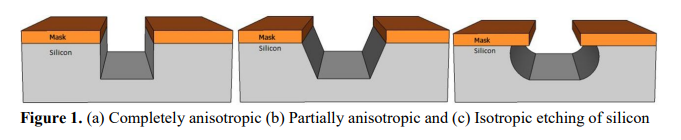 Mask
Silicon
Mask
Silicon
Mask
Silicon
Figure 1. (a) Completely anisotropic (b) Partially anisotropic and (c) Isotropic etching of silicon